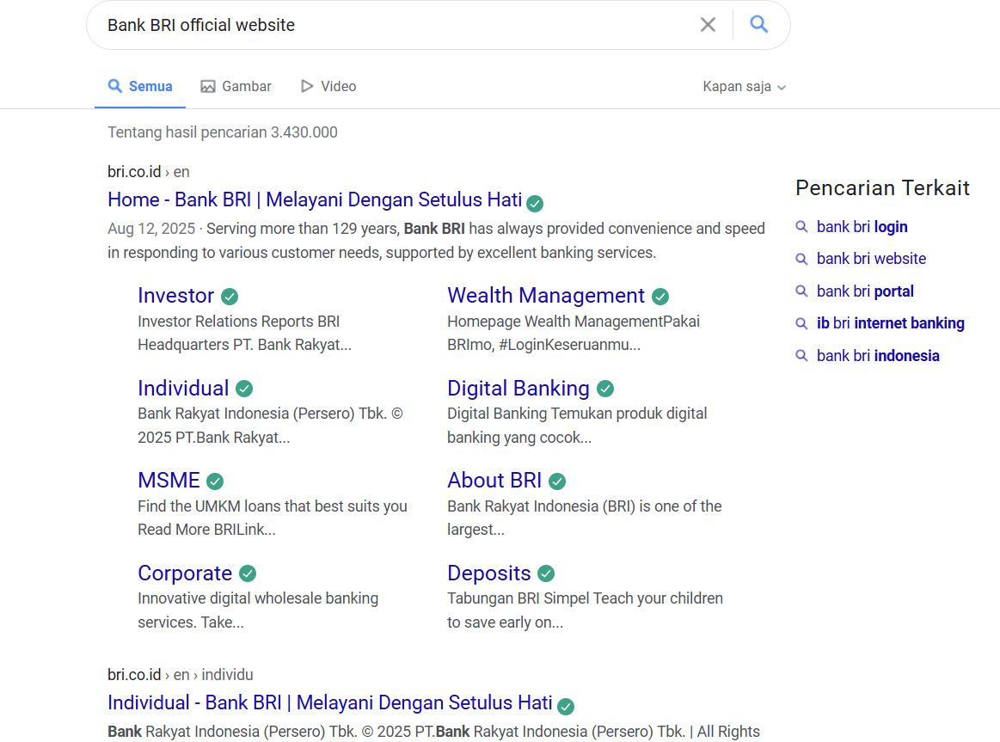 Bank BRI official website
Semua
Gambar
Video
Kapan saja
Tentang hasil pencarian 3.430.000
bri.co.id › en
Home - Bank BRI | Melayani Dengan Setulus Hati
Aug 12, 2025 · Serving more than 129 years, Bank BRI has always provided convenience and speed
in responding to various customer needs, supported by excellent banking services.
Investor
Investor Relations Reports BRI
Headquarters PT. Bank Rakyat...
Wealth Management
Homepage Wealth ManagementPakai
BRImo, #LoginKeseruanmu...
Individual
Bank Rakyat Indonesia (Persero) Tbk. ©
2025 PT.Bank Rakyat...
Digital Banking
Digital Banking Temukan produk digital
banking yang cocok...
MSME
Find the UMKM loans that best suits you
Read More BRILink...
About BRI
Bank Rakyat Indonesia (BRI) is one of the
largest...
Corporate
Innovative digital wholesale banking
services. Take...
Deposits
Tabungan BRI Simpel Teach your children
to save early on...
bri.co.id › en › individu
Individual - Bank BRI | Melayani Dengan Setulus Hati
Bank Rakyat Indonesia (Persero) Tbk. © 2025 PT.Bank Rakyat Indonesia (Persero) Tbk. | All Rights
Pencarian Terkait
bank bri login
bank bri website
bank bri portal
ib bri internet banking
bank bri indonesia